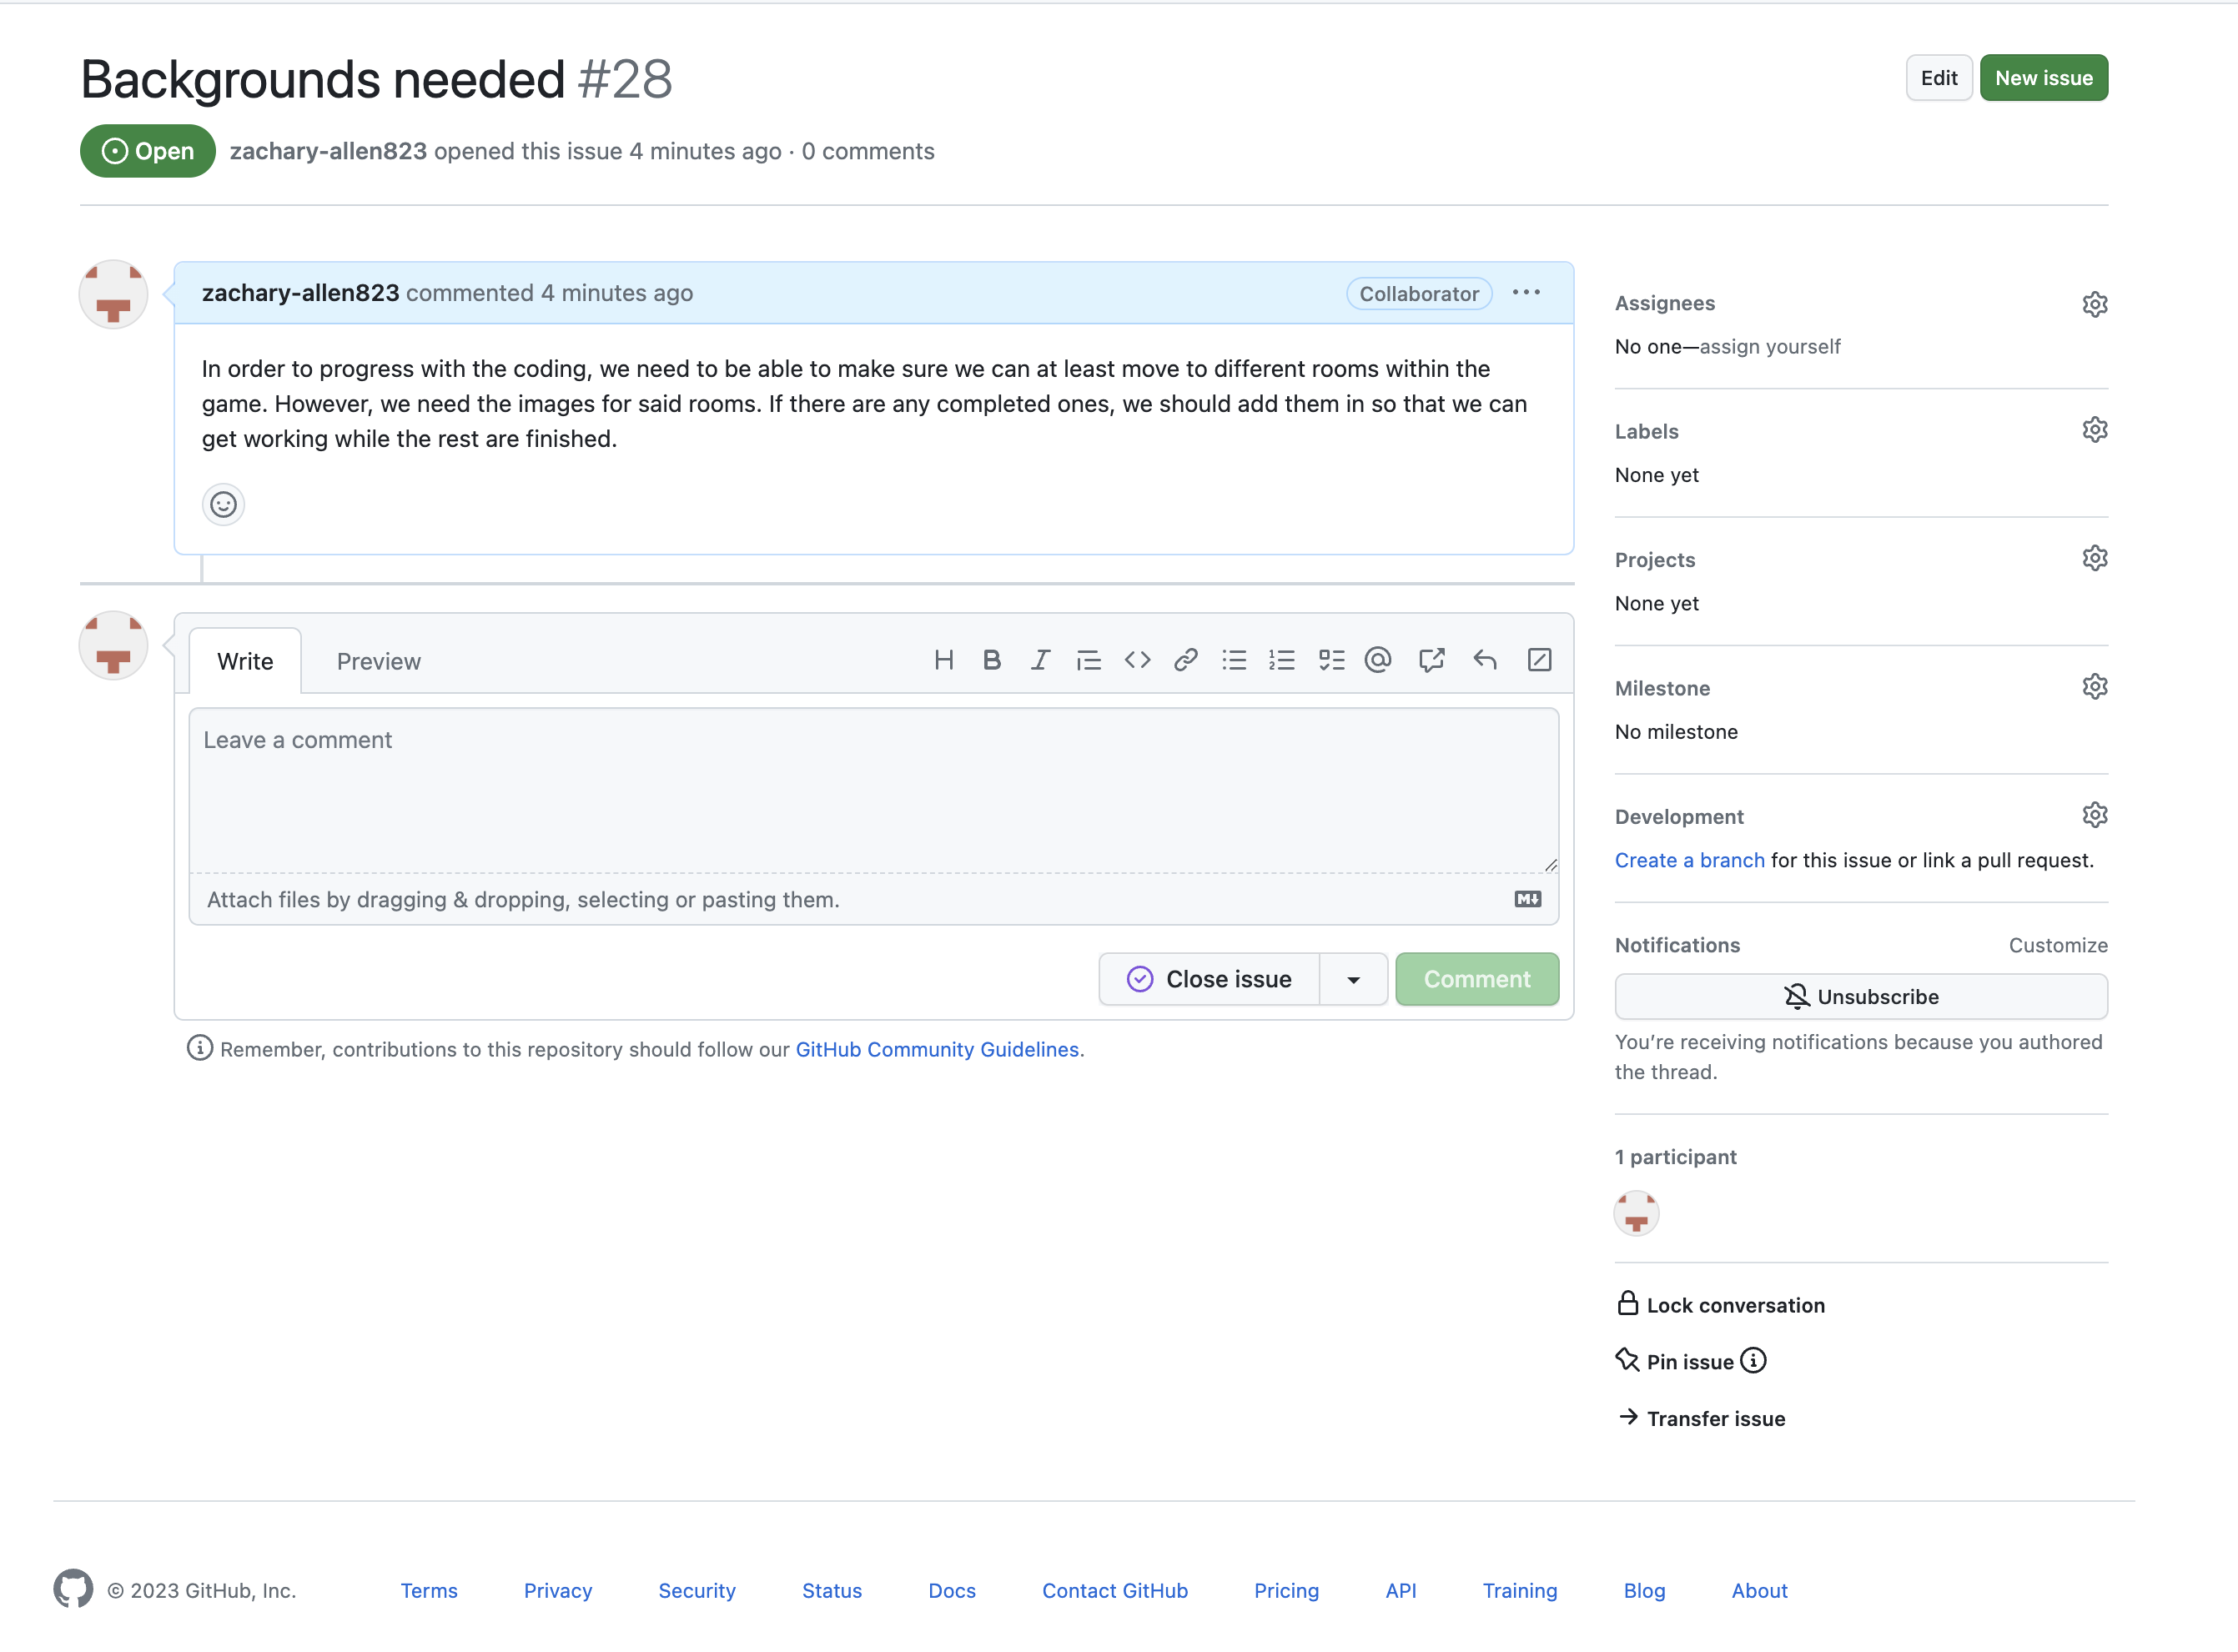 Backgrounds needed #28
Edit
New issue
Open
zachary-allen823 opened this issue 4 minutes ago · 0 comments
zachary-allen823 commented 4 minutes ago
Collaborator
In order to progress with the coding, we need to be able to make sure we can at least move to different rooms within the
game. However, we need the images for said rooms. If there are any completed ones, we should add them in so that we can
get working while the rest are finished.
Write
Preview
Leave a comment
Attach files by dragging & dropping, selecting or pasting them.
Close issue
Comment
Remember, contributions to this repository should follow our GitHub Community Guidelines.
Assignees
No one—assign yourself
Labels
None yet
Projects
None yet
Milestone
No milestone
Development
Create a branch for this issue or link a pull request.
Notifications
Customize
Unsubscribe
You’re receiving notifications because you authored
the thread.
1 participant
Lock conversation
Pin issue
Transfer issue
© 2023 GitHub, Inc.
Terms
Privacy
Security
Status
Docs
Contact GitHub
Pricing
API
Training
Blog
About